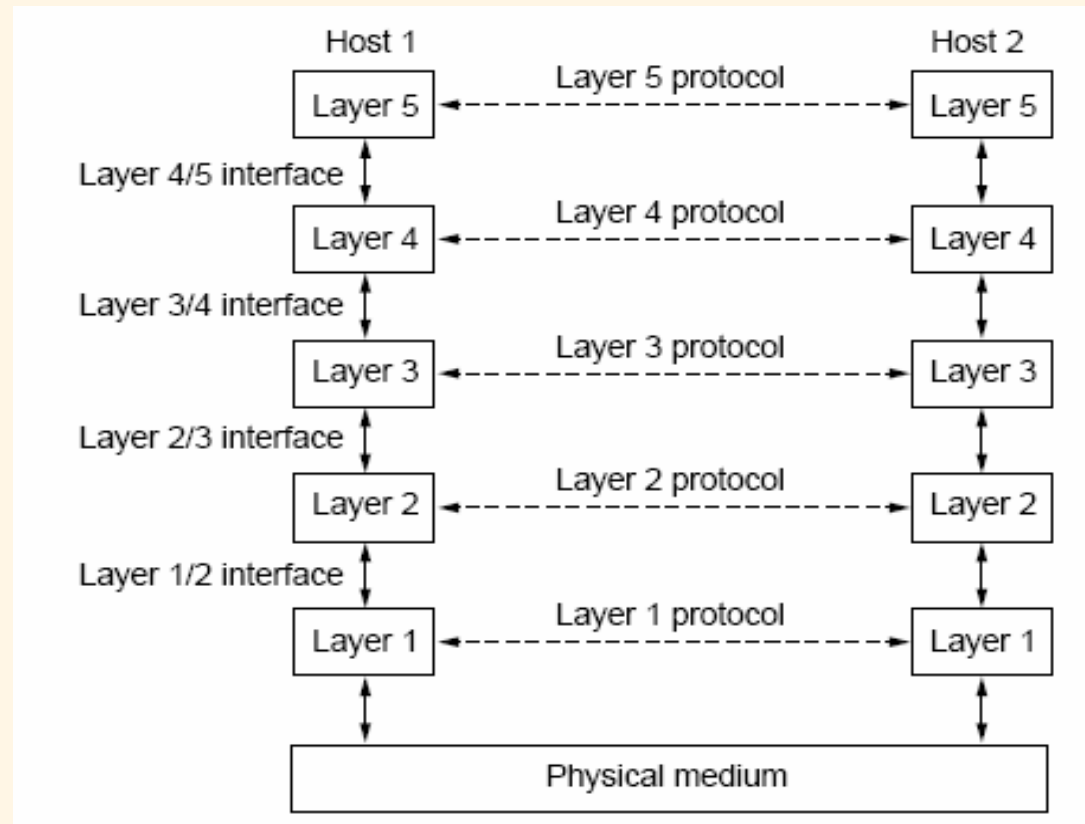 Host 1
Host 2
Layer 5 protocol
Layer 5
Layer 5
Layer 4/5 interface
Layer 4 protocol
Layer 4
Layer 4
Layer 3/4 interface
Layer 3 protocol
Layer 3
Layer 3
Layer 2/3 interface
Layer 2 protocol
Layer 2
Layer 2
Layer 1/2 interface
Layer 1 protocol
Layer 1
Layer 1
Physical medium